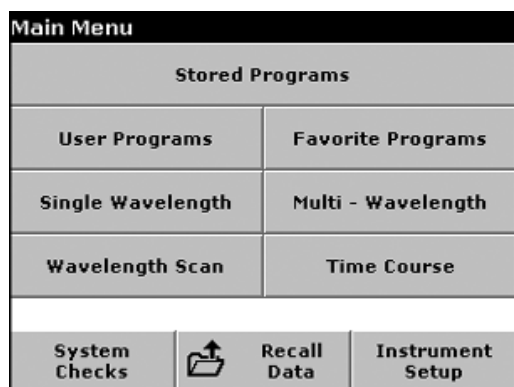 Main Menu
Stored Programs
User Programs
Favorite Programs
Single Wavelength
Multi - Wavelength
Wavelength Scan
Time Course
System
Checks
Recall
Data
Instrument
Setup